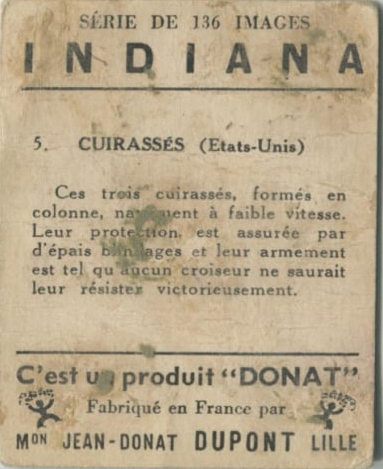 SÉRIE DE 136 IMAGES
INDIANA
5. CUIRASSÉS (Etats-Unis)
Ces trois cuirassés, formés en
colonne, naviguent à faible vitesse.
Leur protection est assurée par
d'épais blindages et leur armement
est tel qu'aucun croiseur ne saurait
leur résister victorieusement.
C'est un produit "DONAT"
Fabriqué en France par
MON JEAN-DONAT DUPONT LILLE